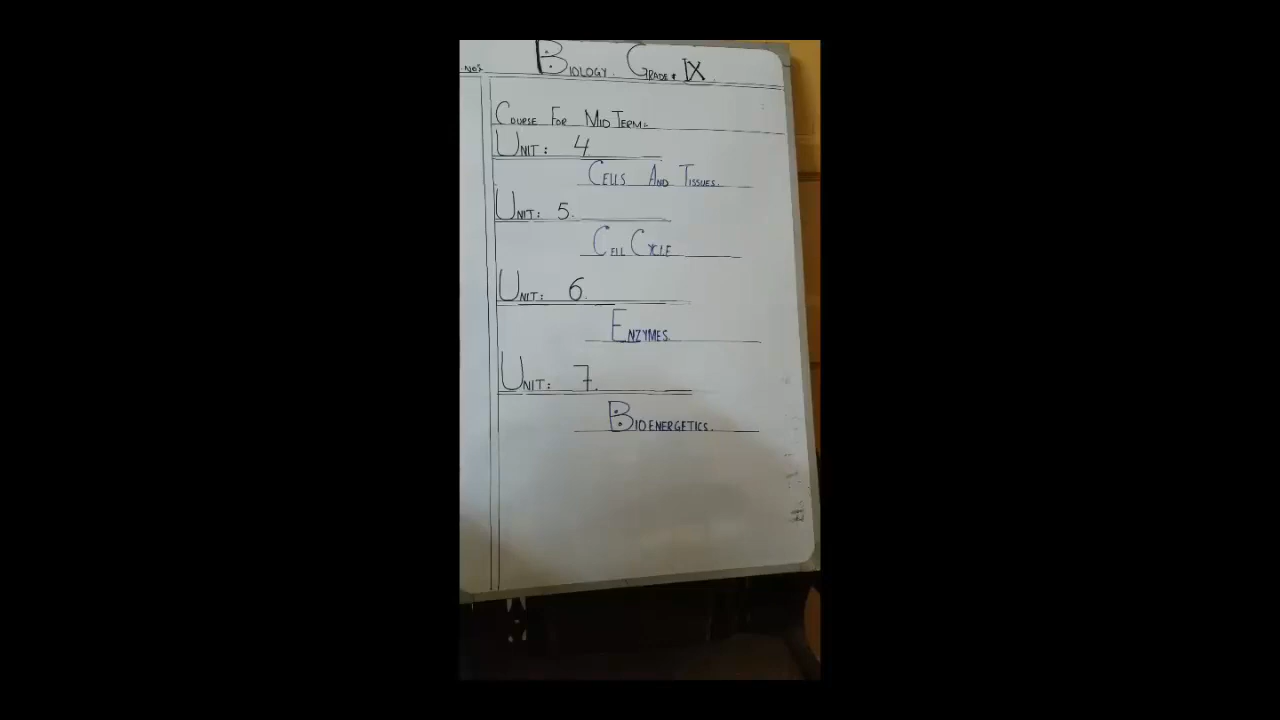 BIOLOGY. GRADE: IX
COURSE FOR MID TERM:
UNIT: 4
CELLS AND TISSUES.
UNIT: 5.
CELL CYCLE
UNIT: 6
ENZYMES.
UNIT: 7.
BIOENERGETICS.